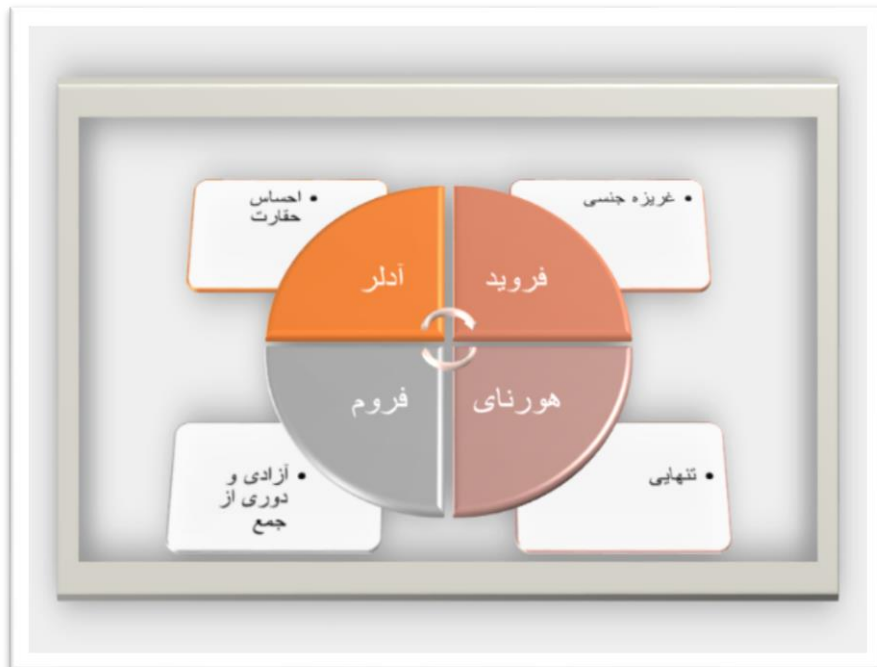 • غریزه جنسی
• احساس
حقارت
فروید
آدلر
هورنای
فروم
• تنهایی
• آزادی و
دوری از
جمع